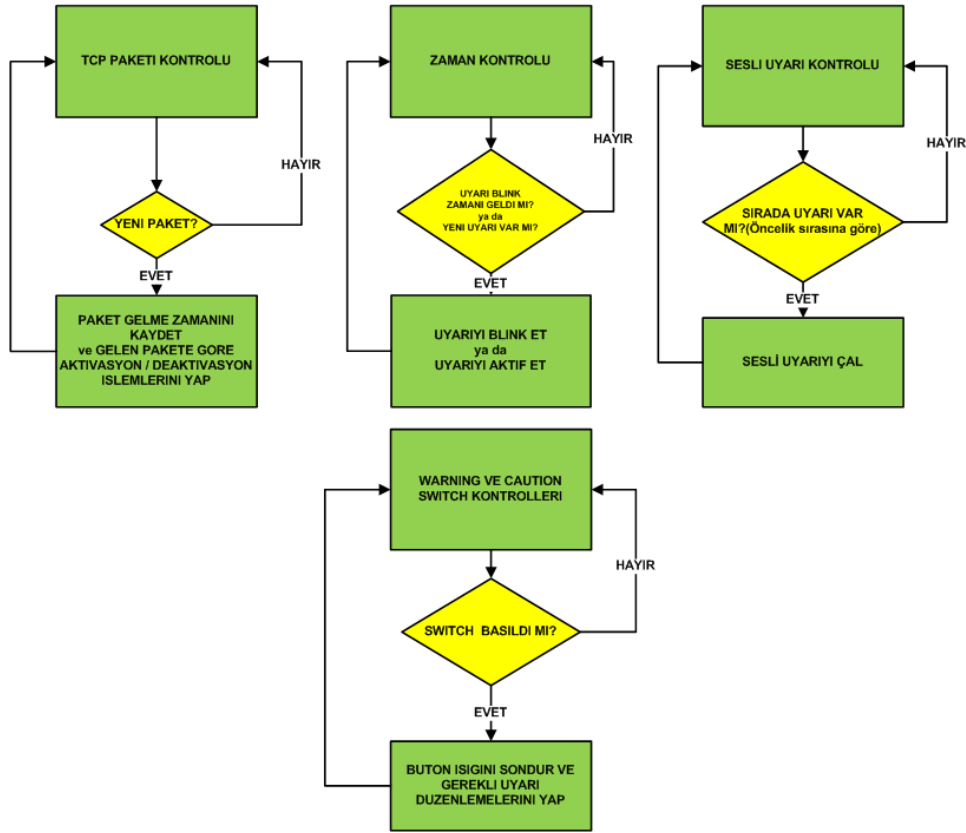 TCP PAKETI KONTROLU
HAYIR
YENI PAKET?
EVET
PAKET GELME ZAMANINI
KAYDET
ve GELEN PAKETE GORE
AKTIVASYON / DEAKTIVASYON
ISLEMLERINI YAP
ZAMAN KONTROLU
HAYIR
UYARI BLINK
ZAMANI GELDI MI?
ya da
YENI UYARI VAR MI?
EVET
UYARIYI BLINK ET
ya da
UYARIYI AKTIF ET
SESLI UYARI KONTROLU
HAYIR
SIRADA UYARI VAR
MI?(Öncelik sırasına göre)
EVET
SESLİ UYARIYI ÇAL
WARNING VE CAUTION
SWITCH KONTROLLERI
HAYIR
SWITCH BASILDI MI?
EVET
BUTON ISIGINI SONDUR VE
GEREKLI UYARI
DUZENLEMELERINI YAP